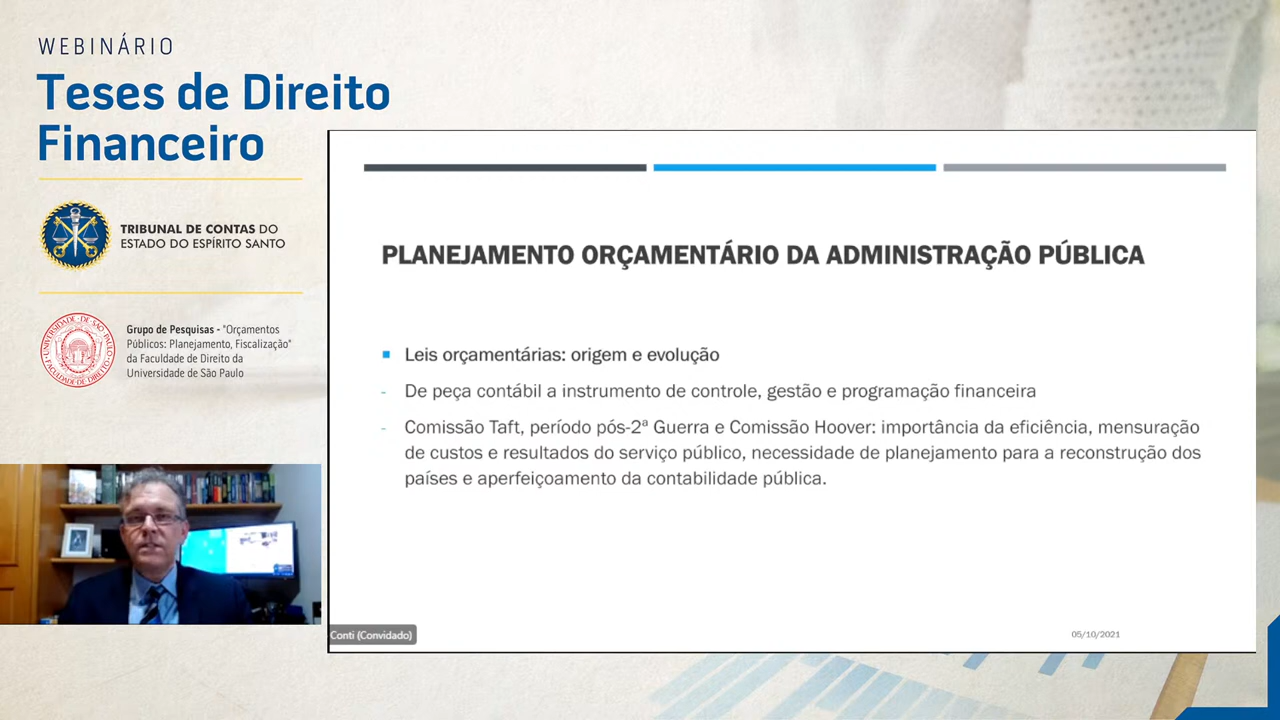 WEBINÁRIO
Teses de Direito
Financeiro
TRIBUNAL DE CONTAS DO
ESTADO DO ESPÍRITO SANTO
Grupo de Pesquisas - "Orçamentos
Públicos: Planejamento, Fiscalização"
da Faculdade de Direito da
Universidade de São Paulo
PLANEJAMENTO ORÇAMENTÁRIO DA ADMINISTRAÇÃO PÚBLICA
Leis orçamentárias: origem e evolução
- De peça contábil a instrumento de controle, gestão e programação financeira
- Comissão Taft, período pós-2ª Guerra e Comissão Hoover: importância da eficiência, mensuração
de custos e resultados do serviço público, necessidade de planejamento para a reconstrução dos
países e aperfeiçoamento da contabilidade pública.
Conti (Convidado)
05/10/2021